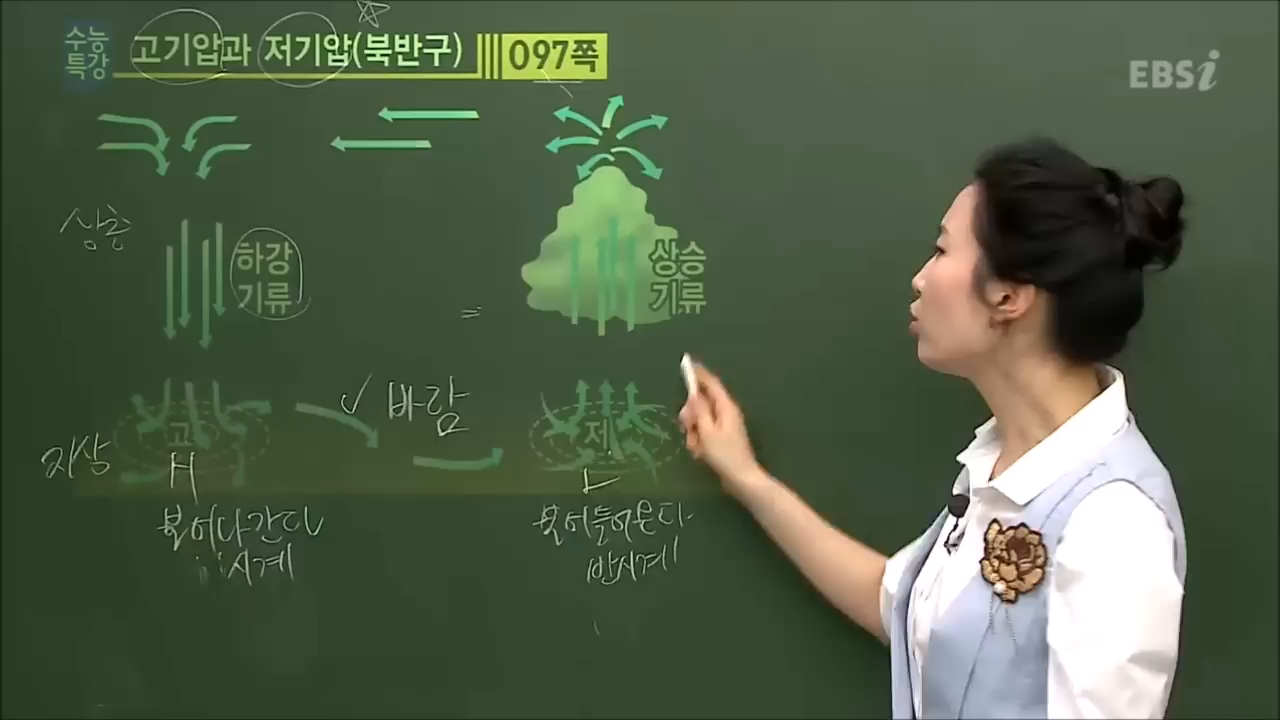 수능
특강
고기압과 저기압(북반구)
097쪽
EBSi
상층
하강
기류
상승
기류
바람
지상
고
저
H
L
불어나간다
시계
불어들어온다
반시계